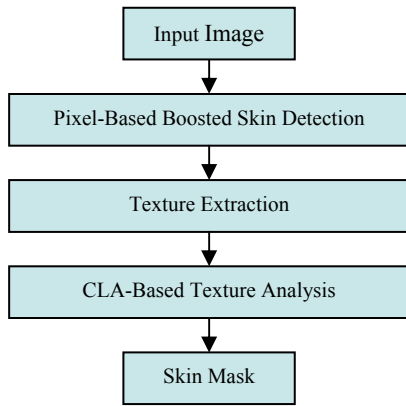 Input Image
Pixel-Based Boosted Skin Detection
Texture Extraction
CLA-Based Texture Analysis
Skin Mask